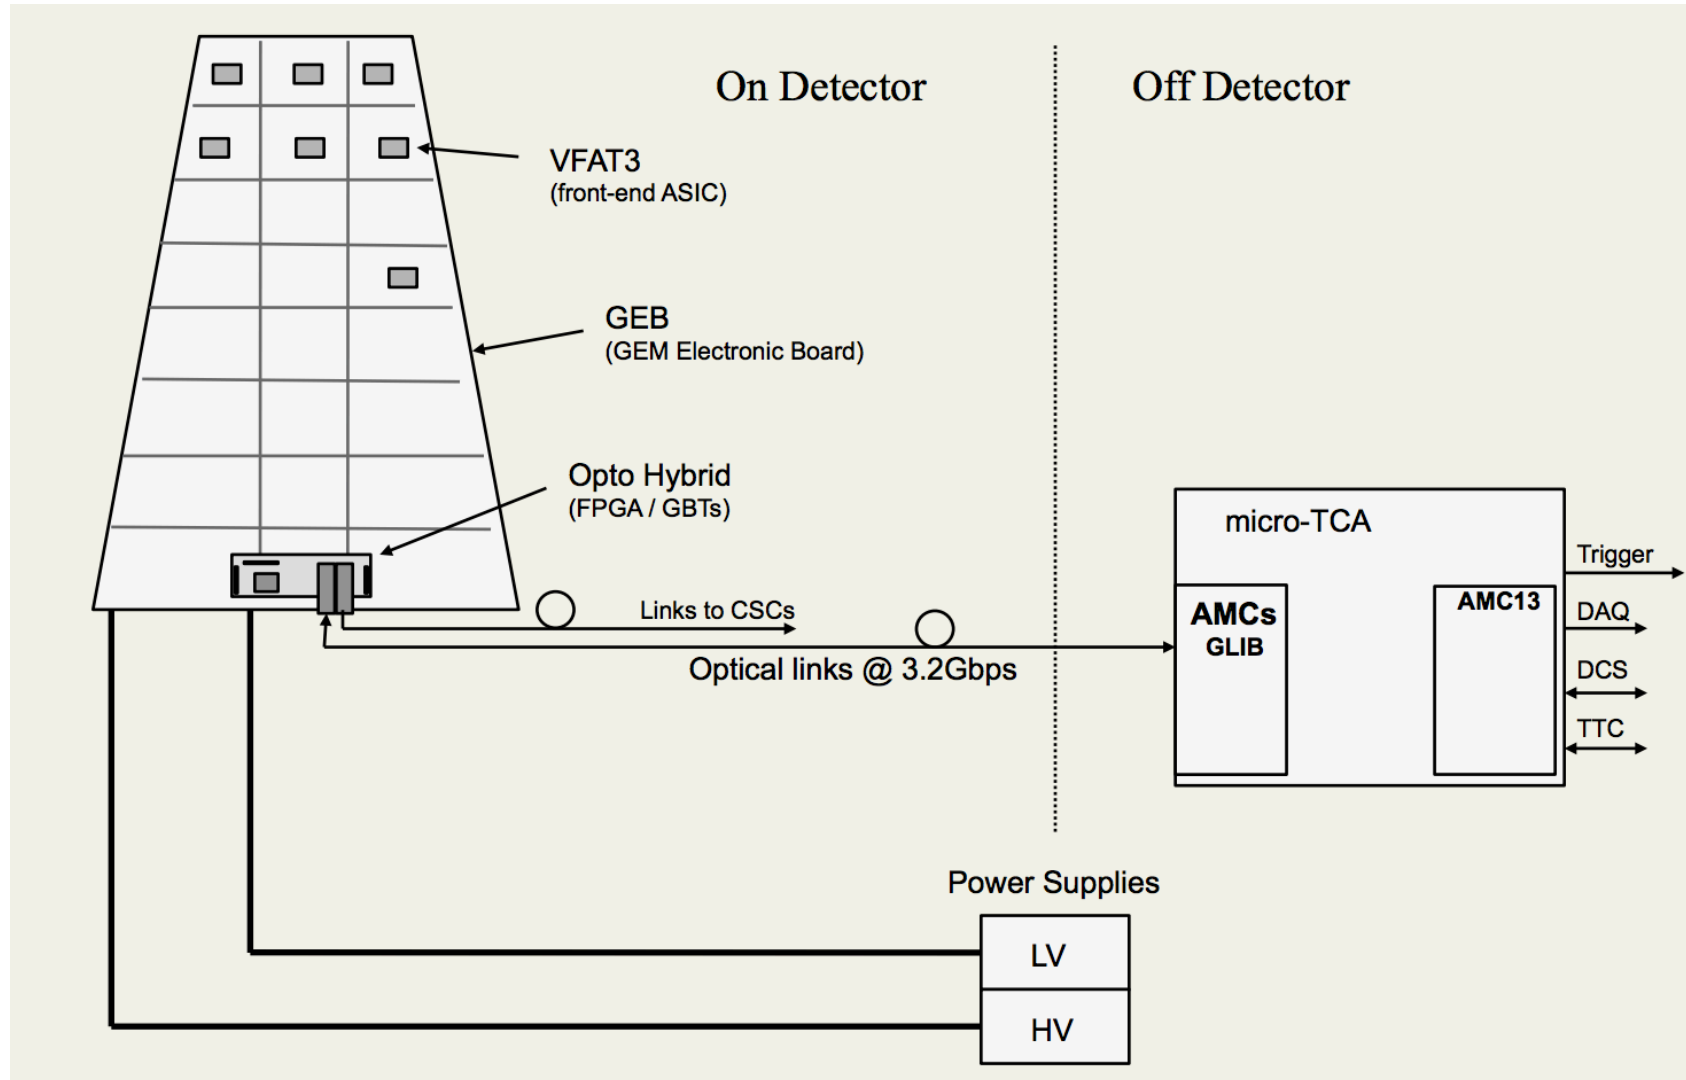 On Detector
Off Detector
VFAT3
(front-end ASIC)
GEB
(GEM Electronic Board)
Opto Hybrid
(FPGA / GBTs)
Links to CSCs
Optical links @ 3.2Gbps
micro-TCA
AMCs
GLIB
AMC13
Trigger
DAQ
DCS
TTC
Power Supplies
LV
HV